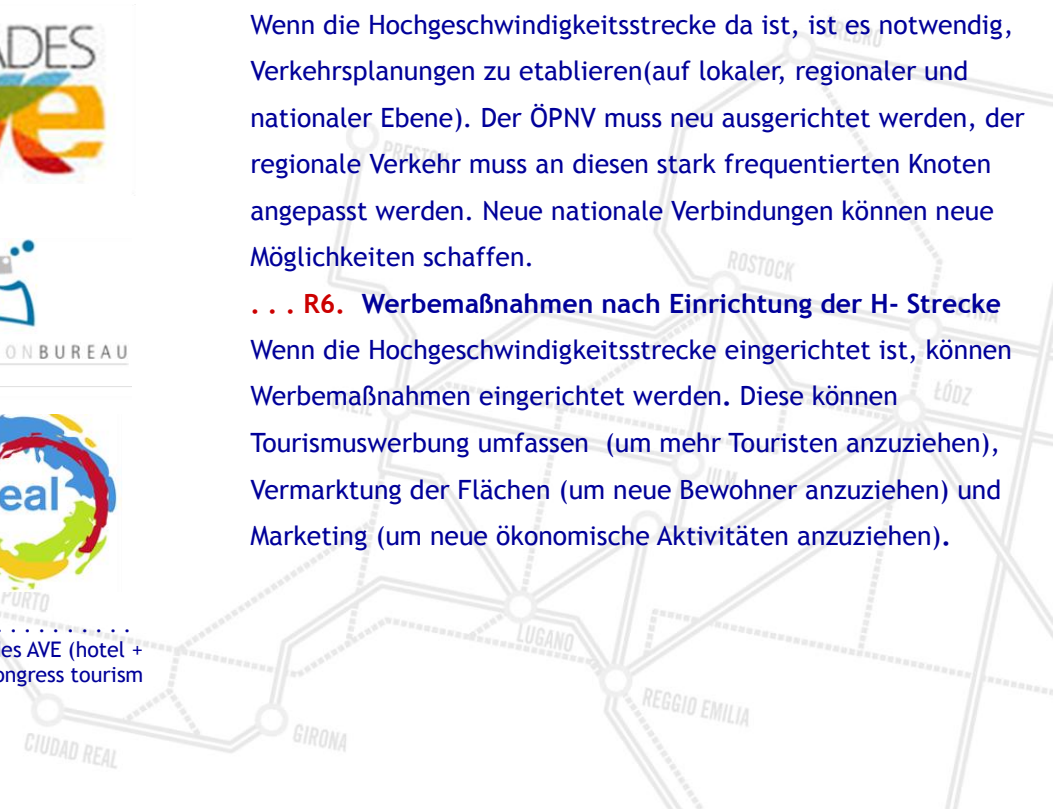 ADES
ve
ONBUREAU
eal
. . . . . . . . . .
es AVE (hotel +
ongress tourism
Wenn die Hochgeschwindigkeitsstrecke da ist, ist es notwendig,
Verkehrsplanungen zu etablieren(auf lokaler, regionaler und
nationaler Ebene). Der ÖPNV muss neu ausgerichtet werden, der
regionale Verkehr muss an diesen stark frequentierten Knoten
angepasst werden. Neue nationale Verbindungen können neue
Möglichkeiten schaffen.
. . . R6. Werbemaßnahmen nach Einrichtung der H- Strecke
Wenn die Hochgeschwindigkeitsstrecke eingerichtet ist, können
Werbemaßnahmen eingerichtet werden. Diese können
Tourismuswerbung umfassen (um mehr Touristen anzuziehen),
Vermarktung der Flächen (um neue Bewohner anzuziehen) und
Marketing (um neue ökonomische Aktivitäten anzuziehen).
ROSTOCK
ŁÓDZ
ULM
PORTO
LUGANO
REGGIO EMILIA
GIRONA
CIUDAD REAL